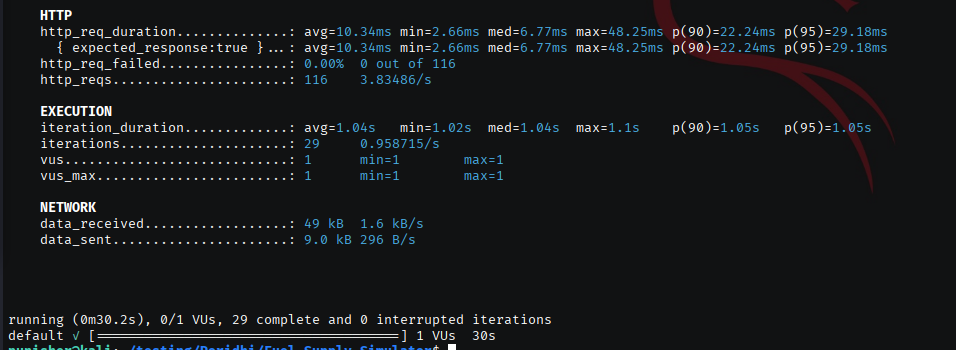 HTTP
http_req_duration..............: avg=10.34ms min=2.66ms med=6.77ms max=48.25ms p(90)=22.24ms p(95)=29.18ms
{ expected_response:true }...: avg=10.34ms min=2.66ms med=6.77ms max=48.25ms p(90)=22.24ms p(95)=29.18ms
http_req_failed................: 0.00% 0 out of 116
http_reqs......................: 116 3.83486/s
EXECUTION
iteration_duration.............: avg=1.04s min=1.02s med=1.04s max=1.1s p(90)=1.05s p(95)=1.05s
iterations.....................: 29 0.958715/s
vus............................: 1 min=1 max=1
vus_max........................: 1 min=1 max=1
NETWORK
data_received..................: 49 kB 1.6 kB/s
data_sent......................: 9.0 kB 296 B/s
running (0m30.2s), 0/1 VUs, 29 complete and 0 interrupted iterations
default ✓ [======================================] 1 VUs 30s